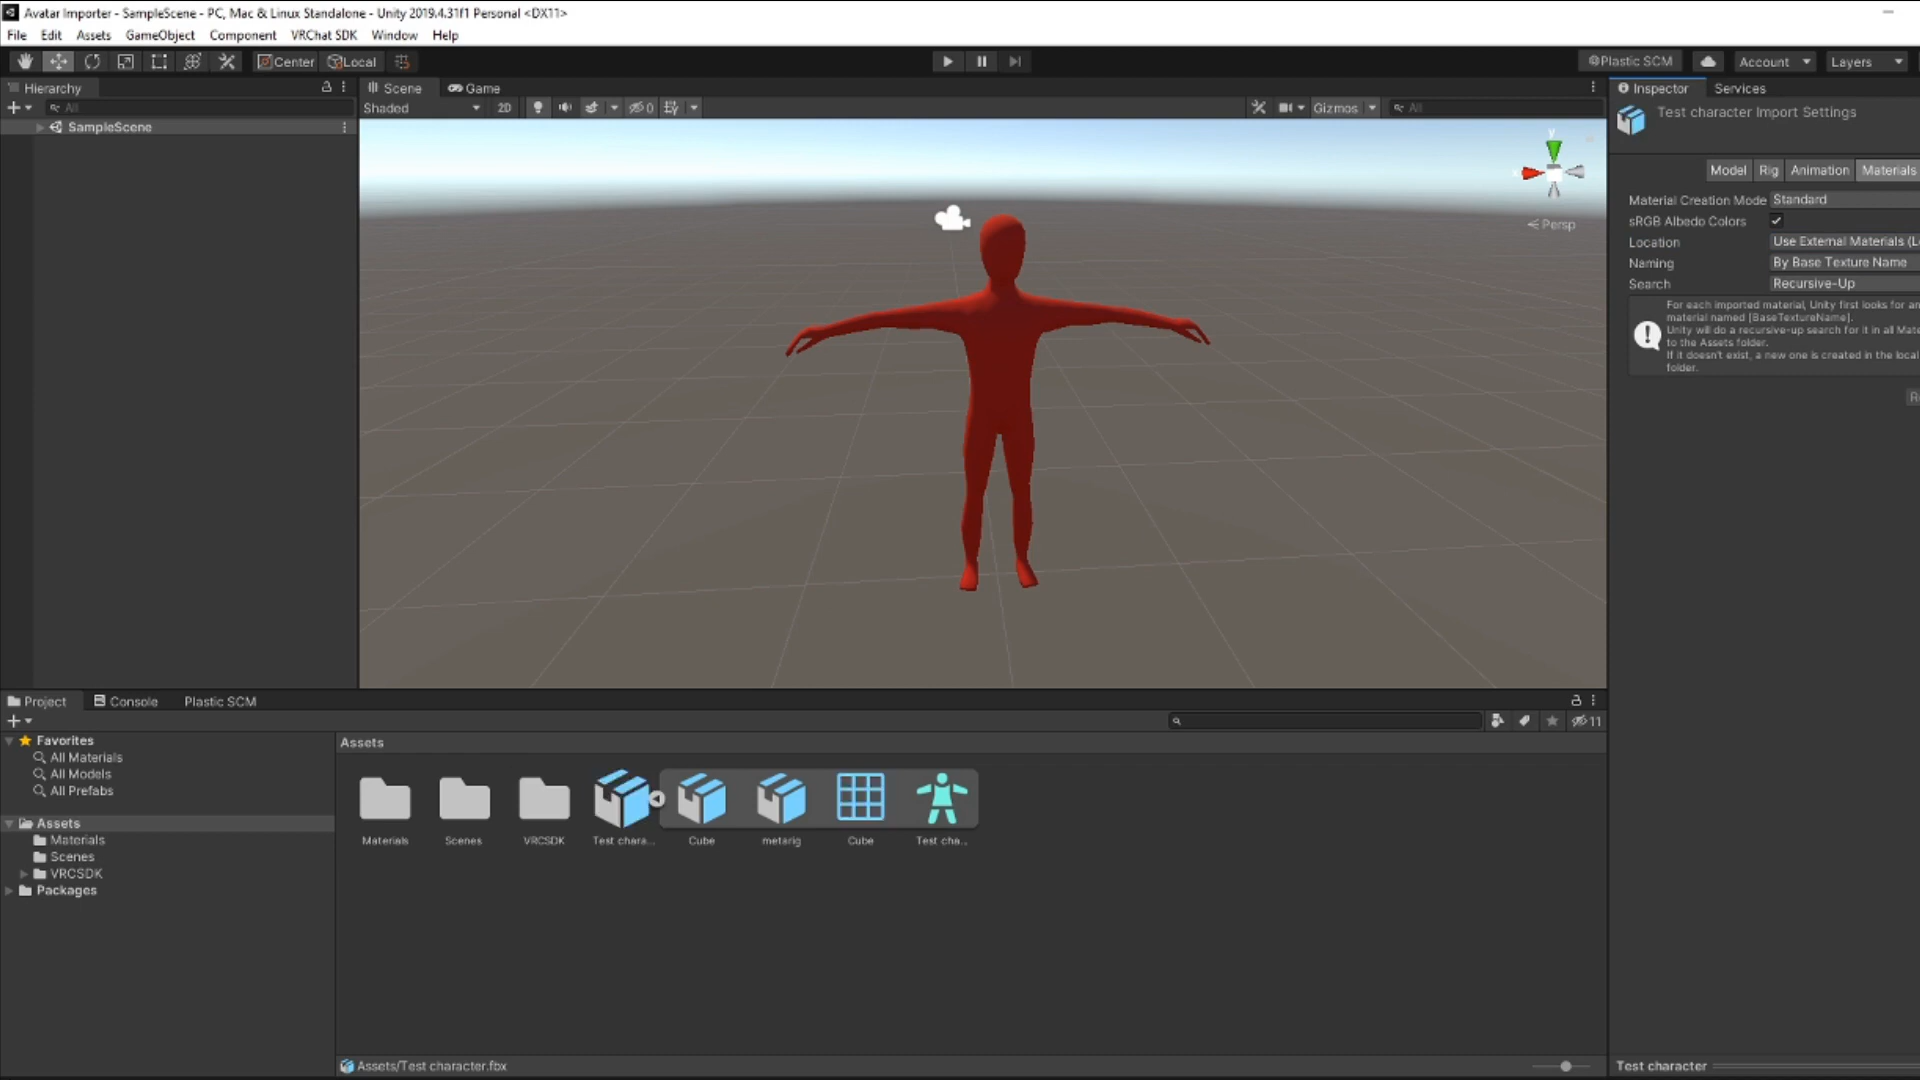 Avatar Importer - SampleScene - PC, Mac & Linux Standalone - Unity 2019.4.31f1 Personal <DX11>
File Edit Assets GameObject Component VRChat SDK Window Help
Center Local Plastic SCM Account Layers
Hierarchy
All
SampleScene
Scene Game
Shaded 2D 0 Gizmos All
y
Persp
Inspector Services
Test character Import Settings
Model Rig Animation Materials
Material Creation Mode Standard
sRGB Albedo Colors
Location Use External Materials (L
Naming By Base Texture Name
Search Recursive-Up
For each imported material, Unity first looks for an
material named [BaseTextureName].
Unity will do a recursive-up search for it in all Mate
to the Assets folder.
If it doesn't exist, a new one is created in the local
folder.
R
Project Console Plastic SCM
11
Favorites
All Materials
All Models
All Prefabs
Assets
Materials
Scenes
VRCSDK
Packages
Assets
Materials Scenes VRCSDK Test chara... Cube metarig Cube Test cha...
Assets/Test character.fbx
Test character